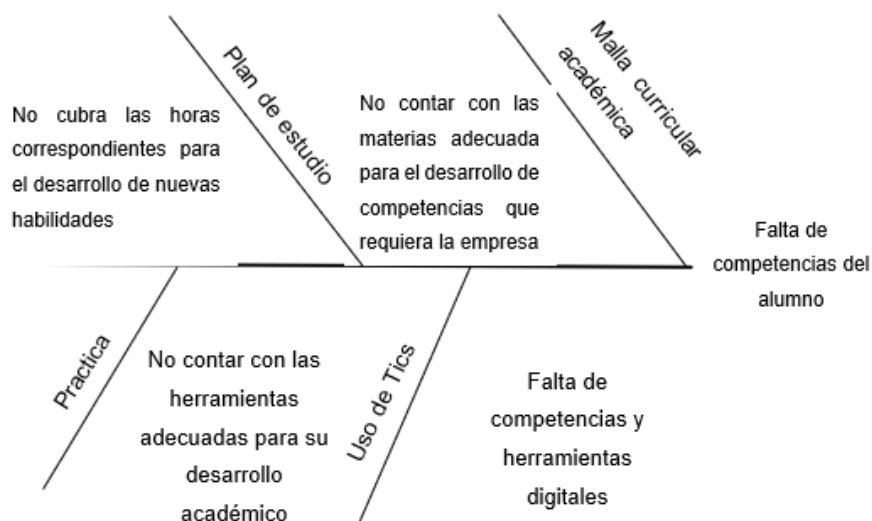 No cubra las horas
correspondientes para
el desarrollo de nuevas
habilidades
Plan de estudio
No contar con las
materias adecuada
para el desarrollo de
competencias que
requiera la empresa
Malla curricular
académica
Falta de
competencias del
alumno
Practica
No contar con las
herramientas
adecuadas para su
desarrollo
académico
Uso de Tics
Falta de
competencias y
herramientas
digitales